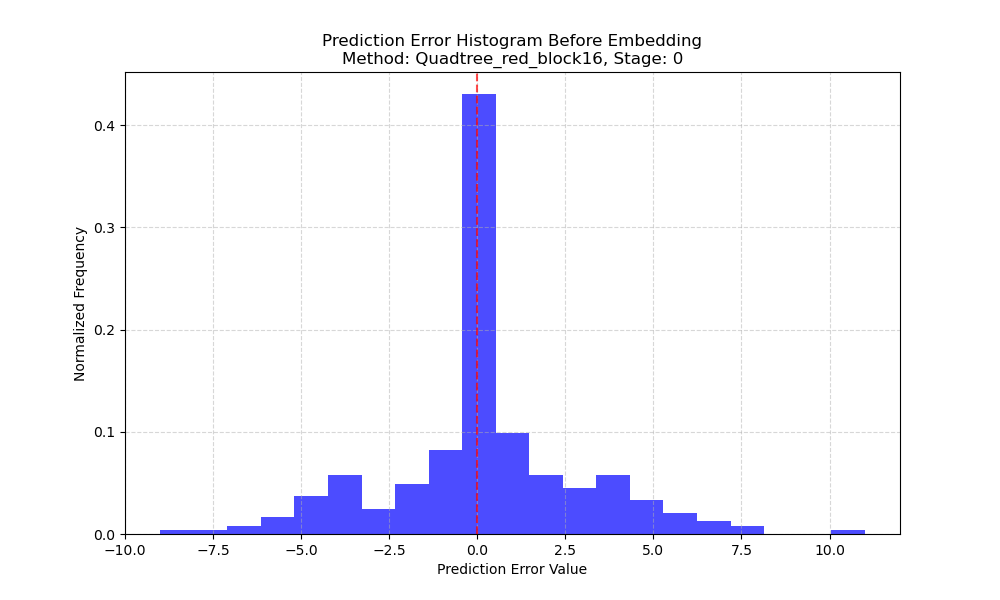 Prediction Error Histogram Before Embedding
Method: Quadtree_red_block16, Stage: 0
Normalized Frequency
0.4
0.3
0.2
0.1
0.0
−10.0 −7.5 −5.0 −2.5 0.0 2.5 5.0 7.5 10.0
Prediction Error Value